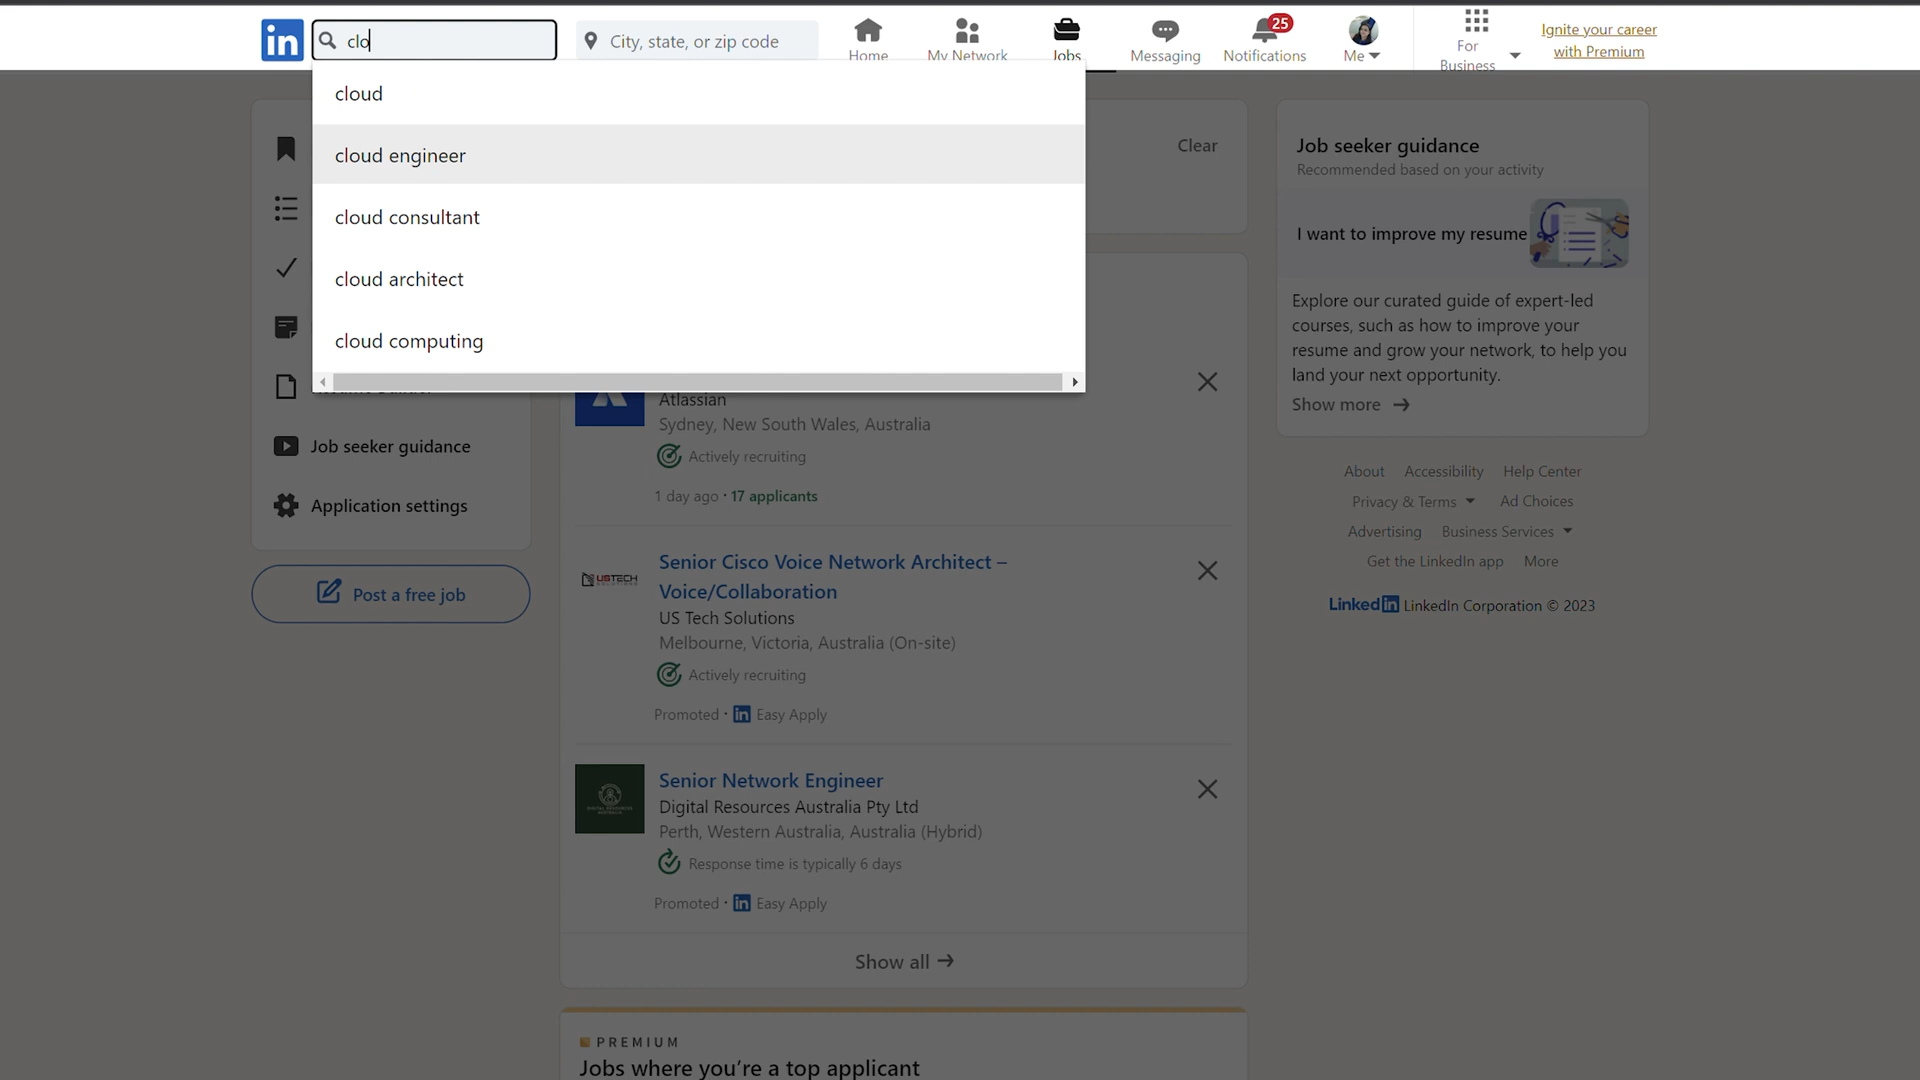 in
clo
City, state, or zip code
Home
My Network
Jobs
Messaging
25
Notifications
Me
For
Business
Ignite your career
with Premium
cloud
cloud engineer
cloud consultant
cloud architect
cloud computing
Job seeker guidance
Application settings
Post a free job
Clear
Atlassian
Sydney, New South Wales, Australia
Actively recruiting
1 day ago · 17 applicants
USTECH
Senior Cisco Voice Network Architect –
Voice/Collaboration
US Tech Solutions
Melbourne, Victoria, Australia (On-site)
Actively recruiting
Promoted · in Easy Apply
Senior Network Engineer
Digital Resources Australia Pty Ltd
Perth, Western Australia, Australia (Hybrid)
Response time is typically 6 days
Promoted · in Easy Apply
Show all →
PREMIUM
Jobs where you’re a top applicant
Job seeker guidance
Recommended based on your activity
I want to improve my resume
Explore our curated guide of expert-led
courses, such as how to improve your
resume and grow your network, to help you
land your next opportunity.
Show more →
About Accessibility Help Center
Privacy & Terms Ad Choices
Advertising Business Services
Get the LinkedIn app More
LinkedIn LinkedIn Corporation © 2023